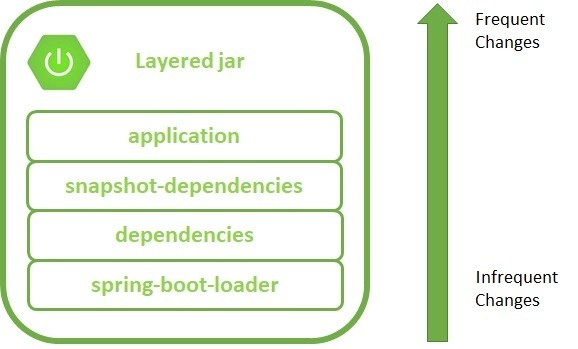 Layered jar
application
snapshot-dependencies
dependencies
spring-boot-loader
Frequent
Changes
Infrequent
Changes